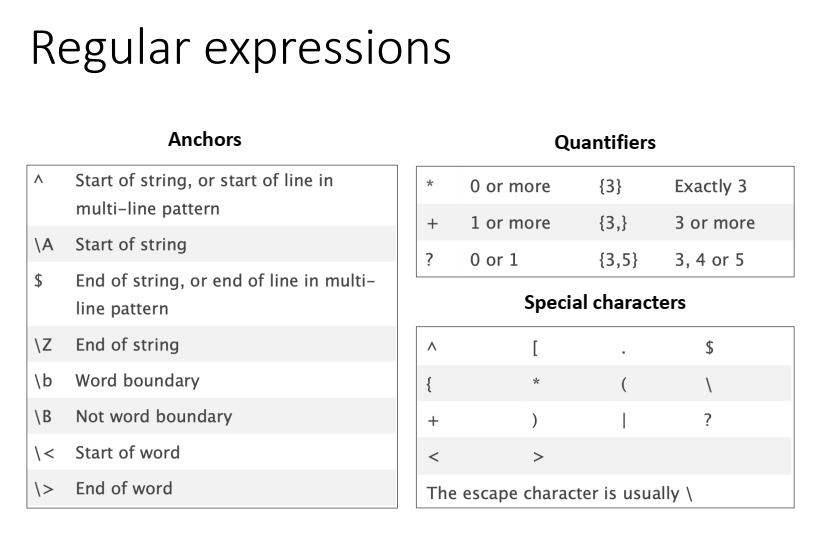 Regular expressions
Anchors
^ Start of string, or start of line in
multi-line pattern
\A Start of string
$ End of string, or end of line in multi-
line pattern
\Z End of string
\b Word boundary
\B Not word boundary
\< Start of word
\> End of word
Quantifiers
* 0 or more {3} Exactly 3
+ 1 or more {3,} 3 or more
? 0 or 1 {3,5} 3, 4 or 5
Special characters
^ [ . $
{ * ( \
+ ) | ?
< >
The escape character is usually \